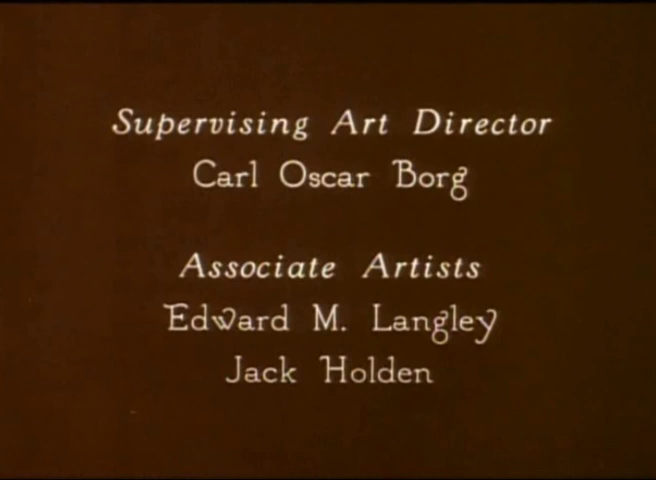 Supervising Art Director
Carl Oscar Borg
Associate Artists
Edward M. Langley
Jack Holden